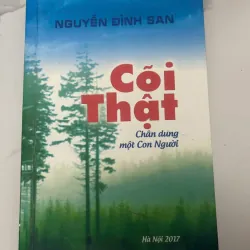 NGUYỄN ĐÌNH SAN
Cõi
Thật
Chân dung
một Con Người
Hà Nội 2017